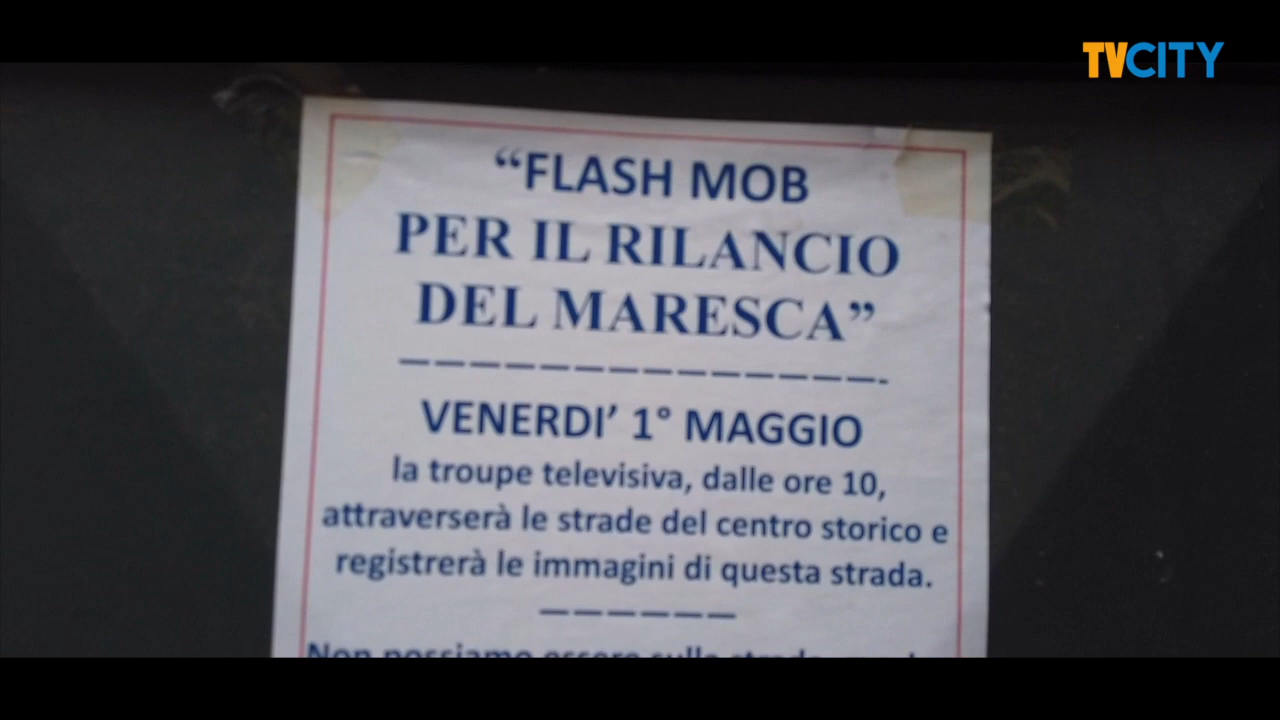 TVCITY
“FLASH MOB
PER IL RILANCIO
DEL MARESCA”
VENERDI’ 1° MAGGIO
la troupe televisiva, dalle ore 10,
attraverserà le strade del centro storico e
registrerà le immagini di questa strada.
Non possiamo essere sulla strada